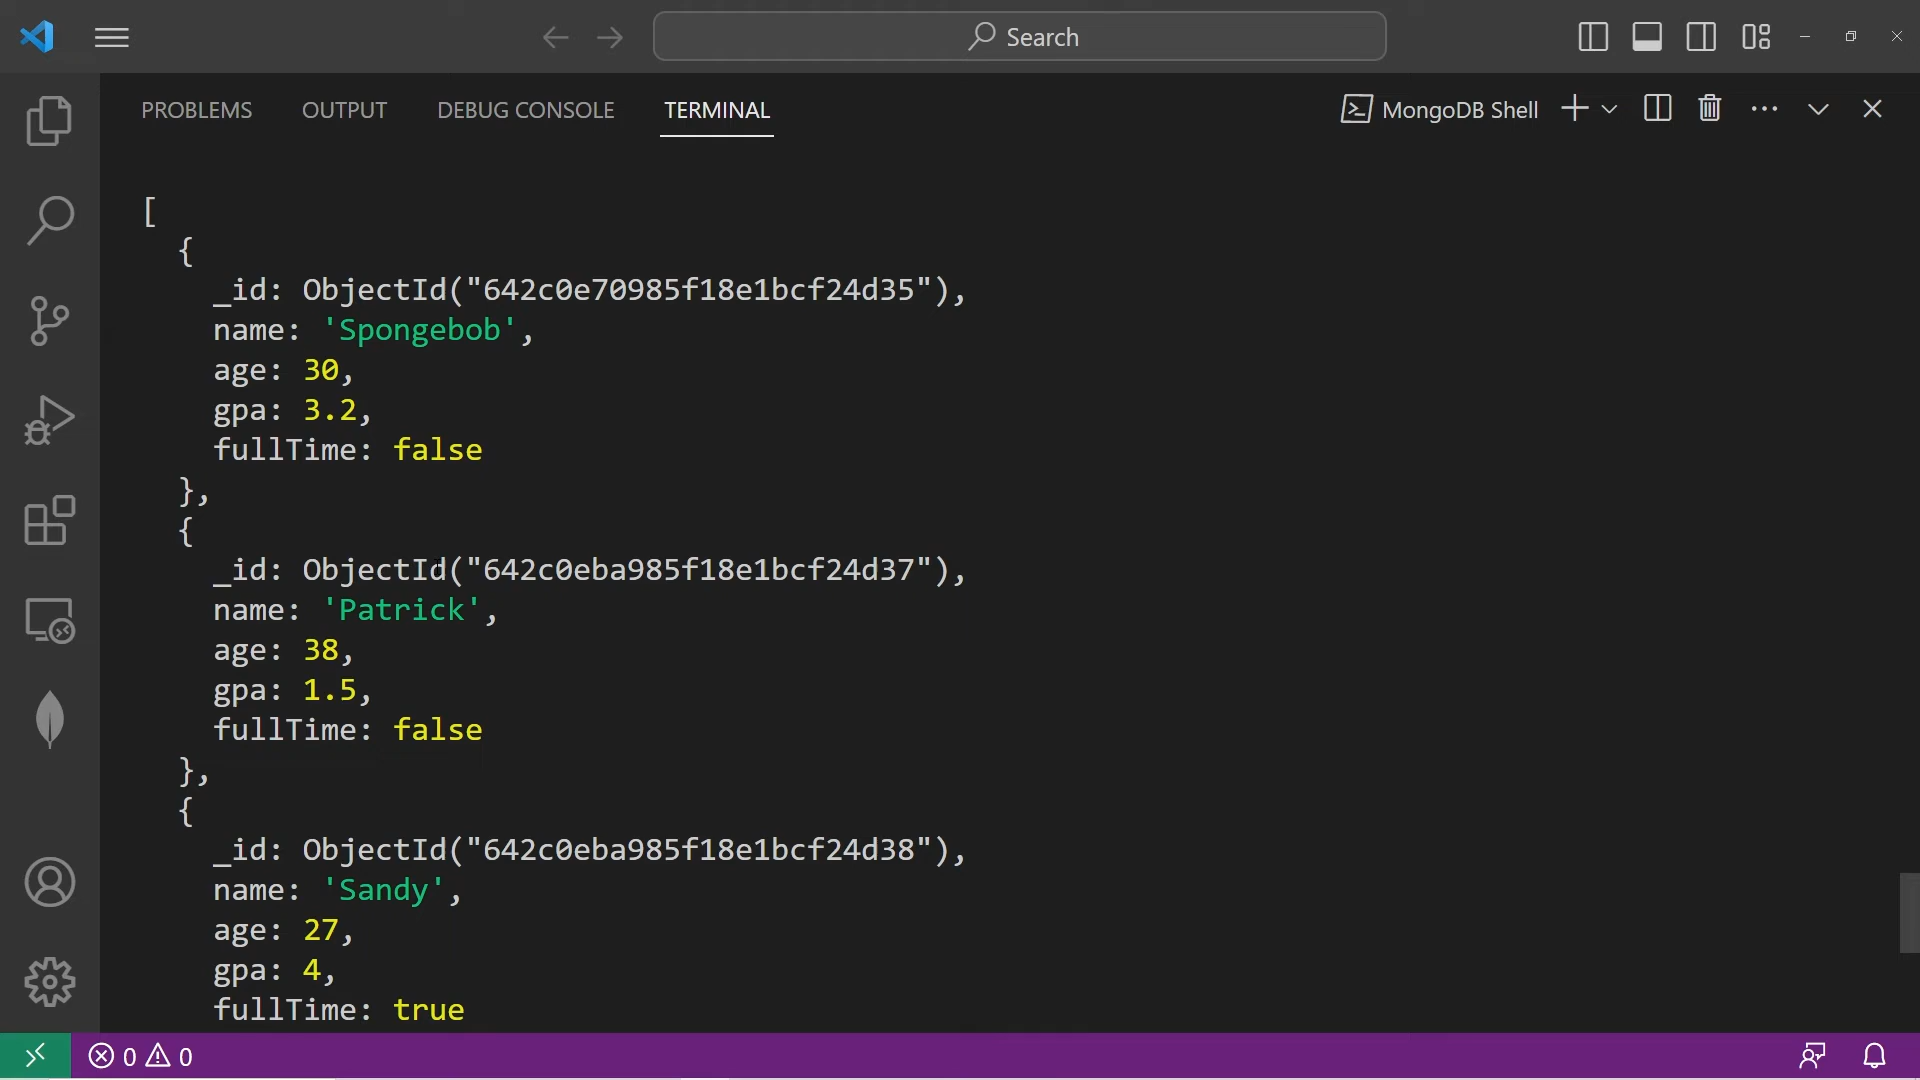 Search
PROBLEMS OUTPUT DEBUG CONSOLE TERMINAL MongoDB Shell
[
{
_id: ObjectId("642c0e70985f18e1bcf24d35"),
name: 'Spongebob',
age: 30,
gpa: 3.2,
fullTime: false
},
{
_id: ObjectId("642c0eba985f18e1bcf24d37"),
name: 'Patrick',
age: 38,
gpa: 1.5,
fullTime: false
},
{
_id: ObjectId("642c0eba985f18e1bcf24d38"),
name: 'Sandy',
age: 27,
gpa: 4,
fullTime: true
0 0